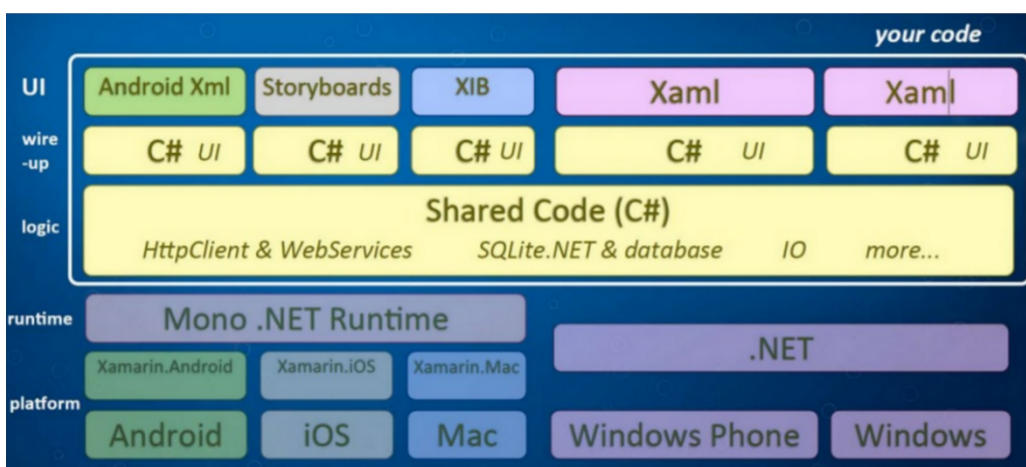 your code
UI
Android Xml
Storyboards
XIB
Xaml
Xaml
wire
-up
C# UI
C# UI
C# UI
C# UI
C# UI
logic
Shared Code (C#)
HttpClient & WebServices SQLite.NET & database IO more...
runtime
Mono .NET Runtime
.NET
Xamarin.Android
Xamarin.iOS
Xamarin.Mac
platform
Android
iOS
Mac
Windows Phone
Windows